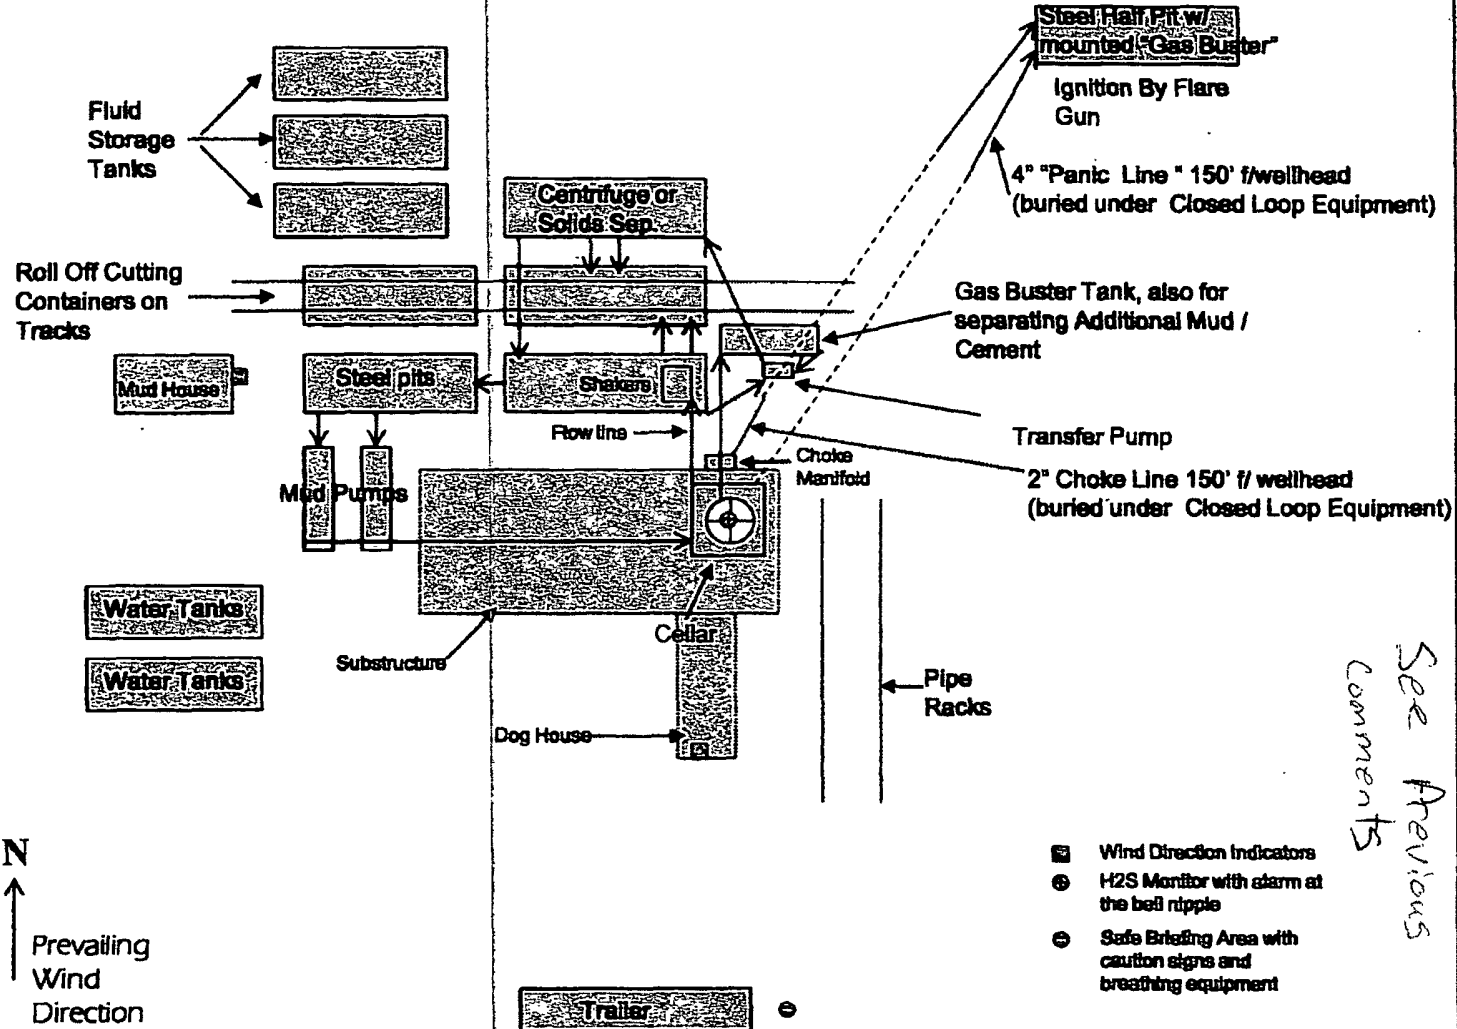 Steel Half Pit w/
mounted "Gas Buster"
Ignition By Flare
Gun
Fluid
Storage
Tanks
4" "Panic Line " 150' f/wellhead
(buried under Closed Loop Equipment)
Centrifuge or
Solids Sep.
Roll Off Cutting
Containers on
Tracks
Gas Buster Tank, also for
separating Additional Mud /
Cement
Mud House
Steel pits
Shakers
Flow line
Transfer Pump
Choke
Manifold
2" Choke Line 150' f/ wellhead
(buried under Closed Loop Equipment)
Mud Pumps
Water Tanks
Cellar
Substructure
Water Tanks
Pipe
Racks
Dog House
See Previous
Comments
N
Prevailing
Wind
Direction
Wind Direction Indicators
H2S Monitor with alarm at
the bell nipple
Safe Briefing Area with
caution signs and
breathing equipment
Trailer